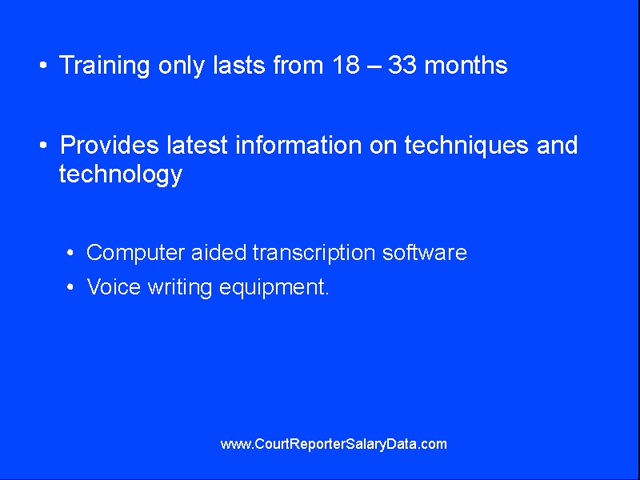 • Training only lasts from 18 – 33 months
• Provides latest information on techniques and
technology
• Computer aided transcription software
• Voice writing equipment.
www.CourtReporterSalaryData.com